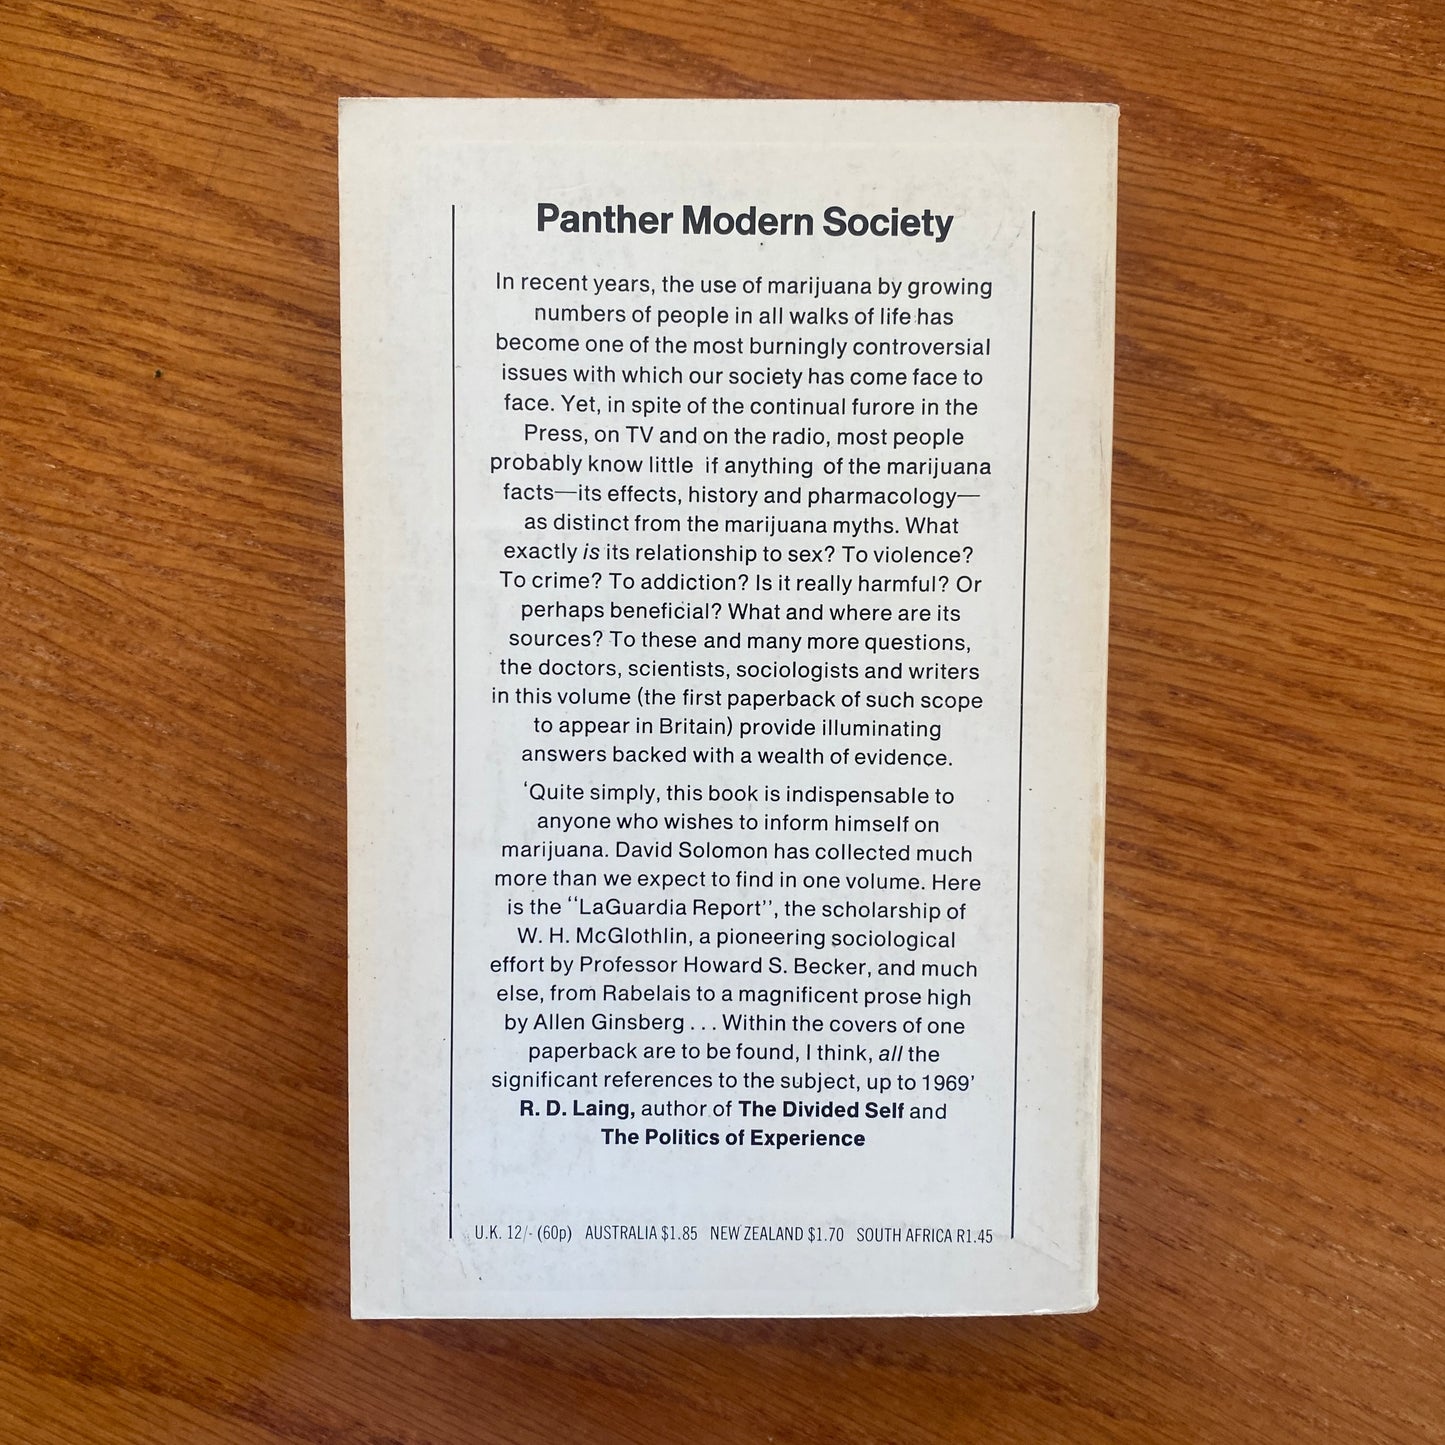 Panther Modern Society
In recent years, the use of marijuana by growing
numbers of people in all walks of life has
become one of the most burningly controversial
issues with which our society has come face to
face. Yet, in spite of the continual furore in the
Press, on TV and on the radio, most people
probably know little if anything of the marijuana
facts—its effects, history and pharmacology—
as distinct from the marijuana myths. What
exactly is its relationship to sex? To violence?
To crime? To addiction? Is it really harmful? Or
perhaps beneficial? What and where are its
sources? To these and many more questions,
the doctors, scientists, sociologists and writers
in this volume (the first paperback of such scope
to appear in Britain) provide illuminating
answers backed with a wealth of evidence.
‘Quite simply, this book is indispensable to
anyone who wishes to inform himself on
marijuana. David Solomon has collected much
more than we expect to find in one volume. Here
is the “LaGuardia Report”, the scholarship of
W. H. McGlothlin, a pioneering sociological
effort by Professor Howard S. Becker, and much
else, from Rabelais to a magnificent prose high
by Allen Ginsberg . . . Within the covers of one
paperback are to be found, I think, all the
significant references to the subject, up to 1969’
R. D. Laing, author of The Divided Self and
The Politics of Experience
U.K. 12/- (60p) AUSTRALIA $1.85 NEW ZEALAND $1.70 SOUTH AFRICA R1.45